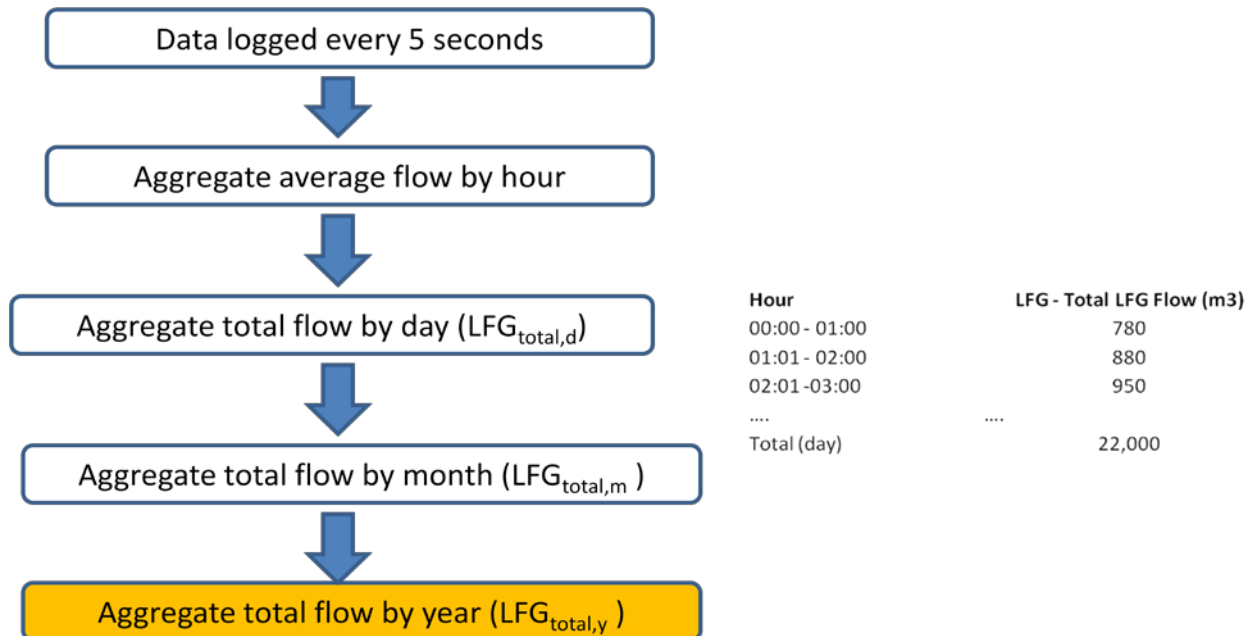 Data logged every 5 seconds
Aggregate average flow by hour
Aggregate total flow by day (LFGtotal,d)
Aggregate total flow by month (LFGtotal,m )
Aggregate total flow by year (LFGtotal,y )
Hour LFG - Total LFG Flow (m3)
00:00 - 01:00 780
01:01 - 02:00 880
02:01 -03:00 950
.... ....
Total (day) 22,000